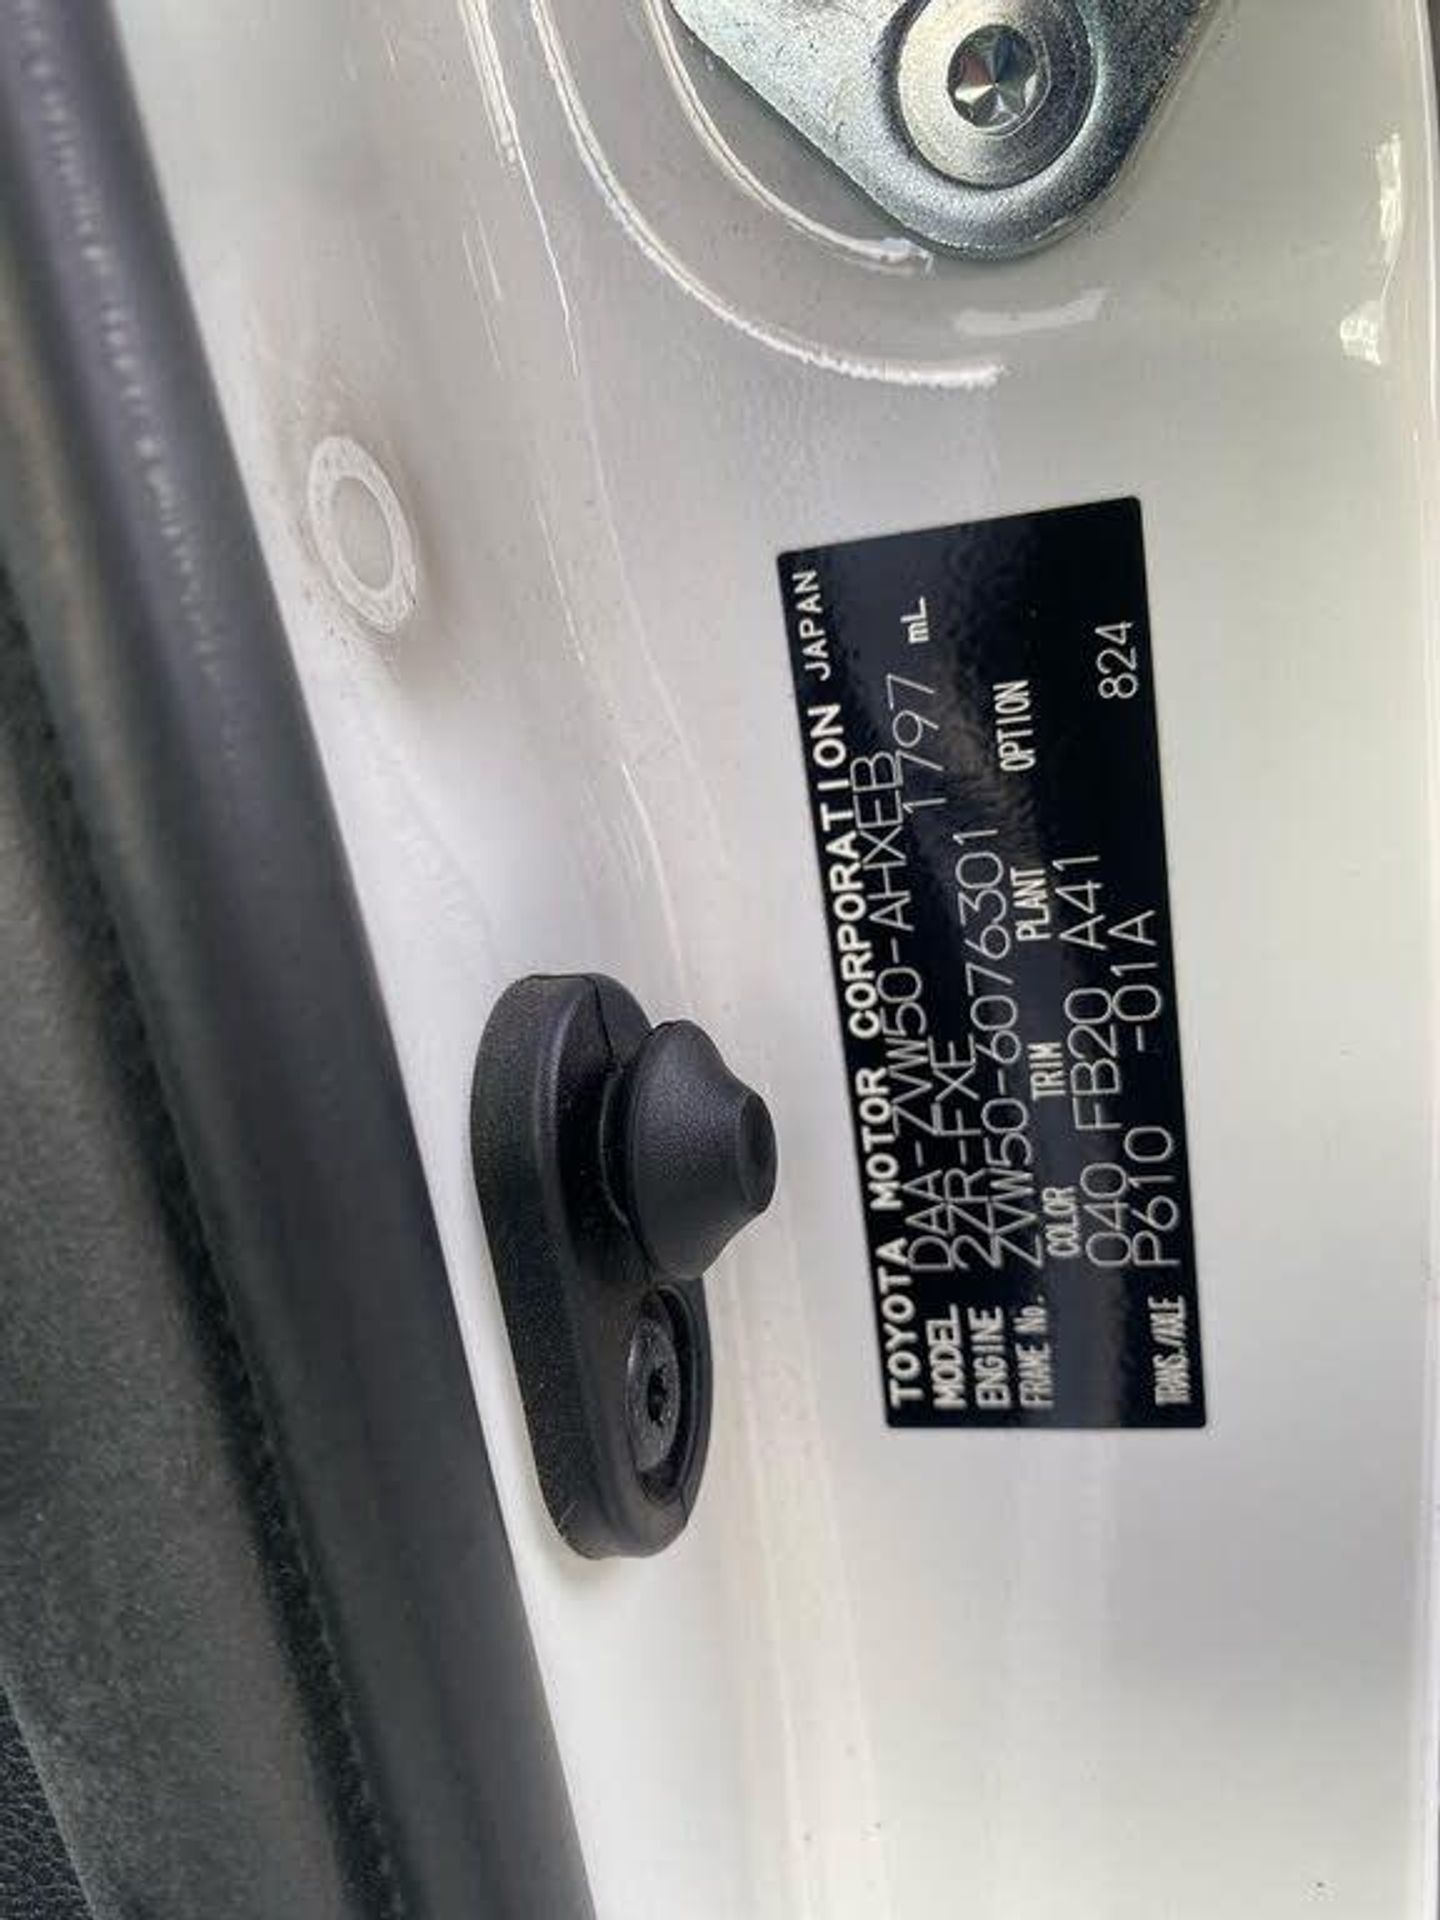 TOYOTA MOTOR CORPORATION JAPAN
MODEL DAA-ZVW50-AHXEB
ENGINE 2ZR-FXE 1797 mL
FRAME No. ZVW50-6076301
COLOR TRIM PLANT OPTION
040 FB20 A41
TRANS./AXLE P610 -01A 824